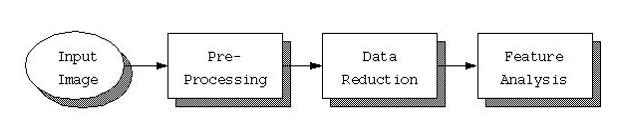 Input
Image
Pre-
Processing
Data
Reduction
Feature
Analysis